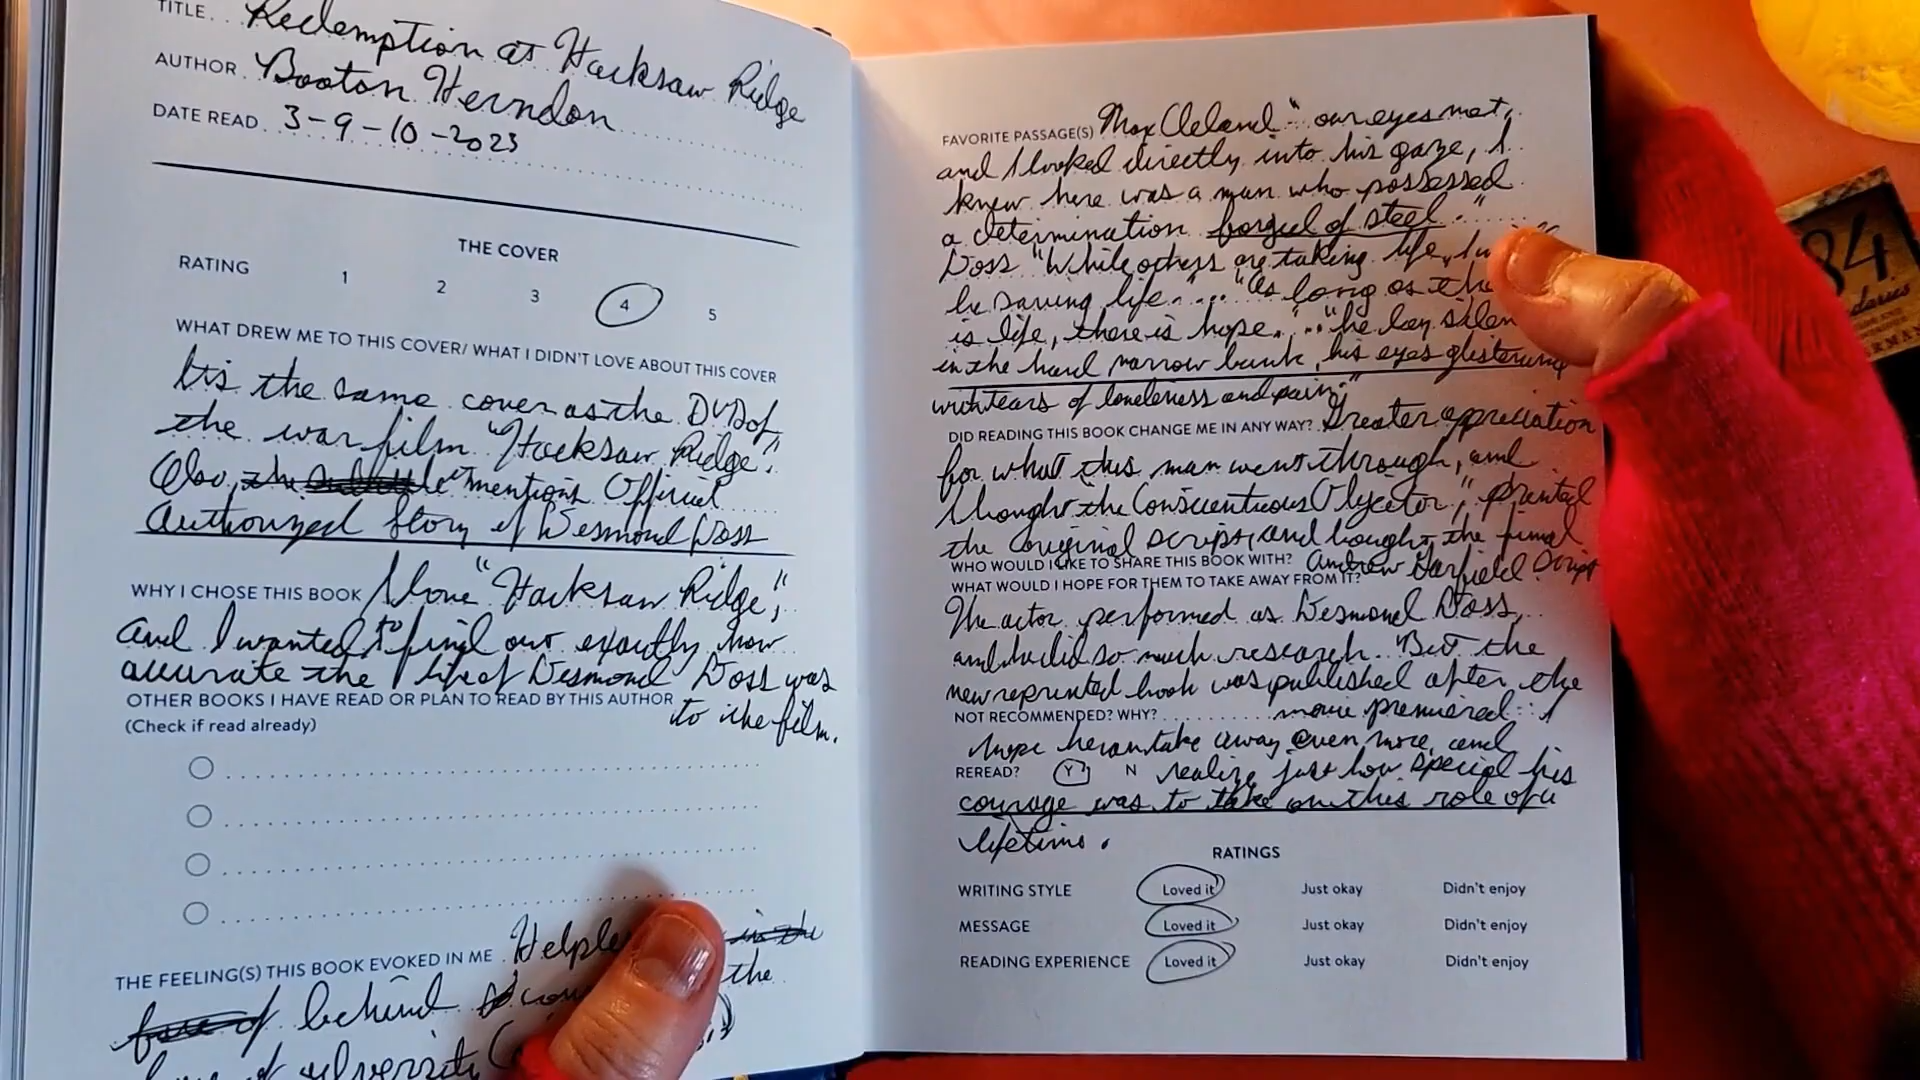 TITLE Redemption at Hacksaw Ridge
AUTHOR Booton Herndon
DATE READ 3-9-10-2023
THE COVER
RATING 1 2 3 4 5
WHAT DREW ME TO THIS COVER/ WHAT I DIDN'T LOVE ABOUT THIS COVER
It's the same cover as the DVD of
the war film "Hacksaw Ridge".
Also, the mentions Official
Authorized Story of Desmond Doss
WHY I CHOSE THIS BOOK I love "Hacksaw Ridge,"
and I wanted to find out exactly how
accurate the life of Desmond Doss was
to the film.
OTHER BOOKS I HAVE READ OR PLAN TO READ BY THIS AUTHOR
(Check if read already)
THE FEELING(S) THIS BOOK EVOKED IN ME in the
of behind the
of adversity
FAVORITE PASSAGE(S) Max Cleland "our eyes met,
and I looked directly into his gaze, I
knew here was a man who possessed
a determination forged of steel."
Doss "While others are taking life, I
be saving life." ... "As long as
is life, there is hope." ... "he lay
in the hard narrow bunk, his eyes glistening
with tears of loneliness and pain."
DID READING THIS BOOK CHANGE ME IN ANY WAY? Greater appreciation
for what this man went through, and
I bought "the Conscientious Objector," printed
the original script, and bought the final
script
WHO WOULD I LIKE TO SHARE THIS BOOK WITH? Andrew Garfield
WHAT WOULD I HOPE FOR THEM TO TAKE AWAY FROM IT?
The actor performed as Desmond Doss,
and he did so much research. But the
new reprinted book was published after the
movie premiered. I
NOT RECOMMENDED? WHY?
hope he can take away even more, and
REREAD? Y N realize just how special his
courage was to take on this role of a
lifetime.
RATINGS
WRITING STYLE Loved it Just okay Didn't enjoy
MESSAGE Loved it Just okay Didn't enjoy
READING EXPERIENCE Loved it Just okay Didn't enjoy
84